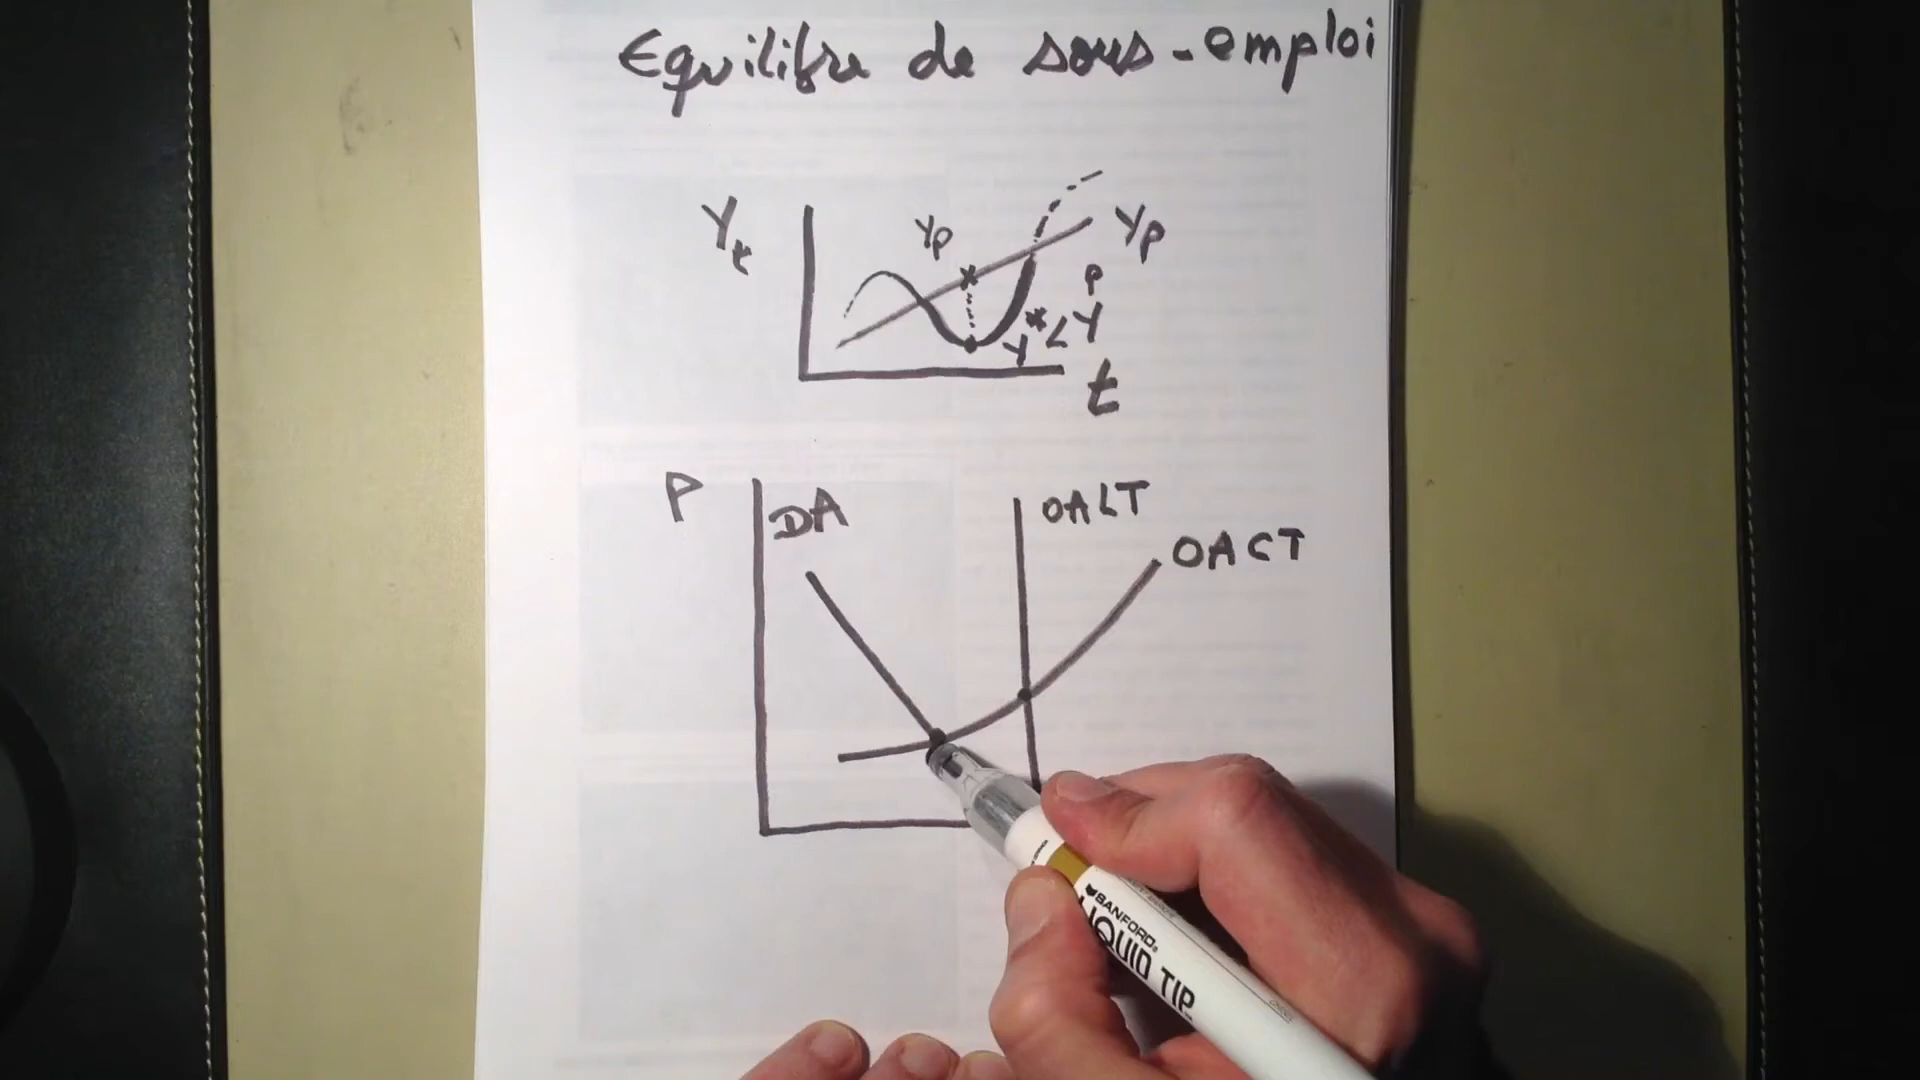 Equilibre de sous-emploi
Yt
Yp
Yp
Y* < Yp
t
P
DA
OALT
OACT
SANFORD®
LIQUID TIP